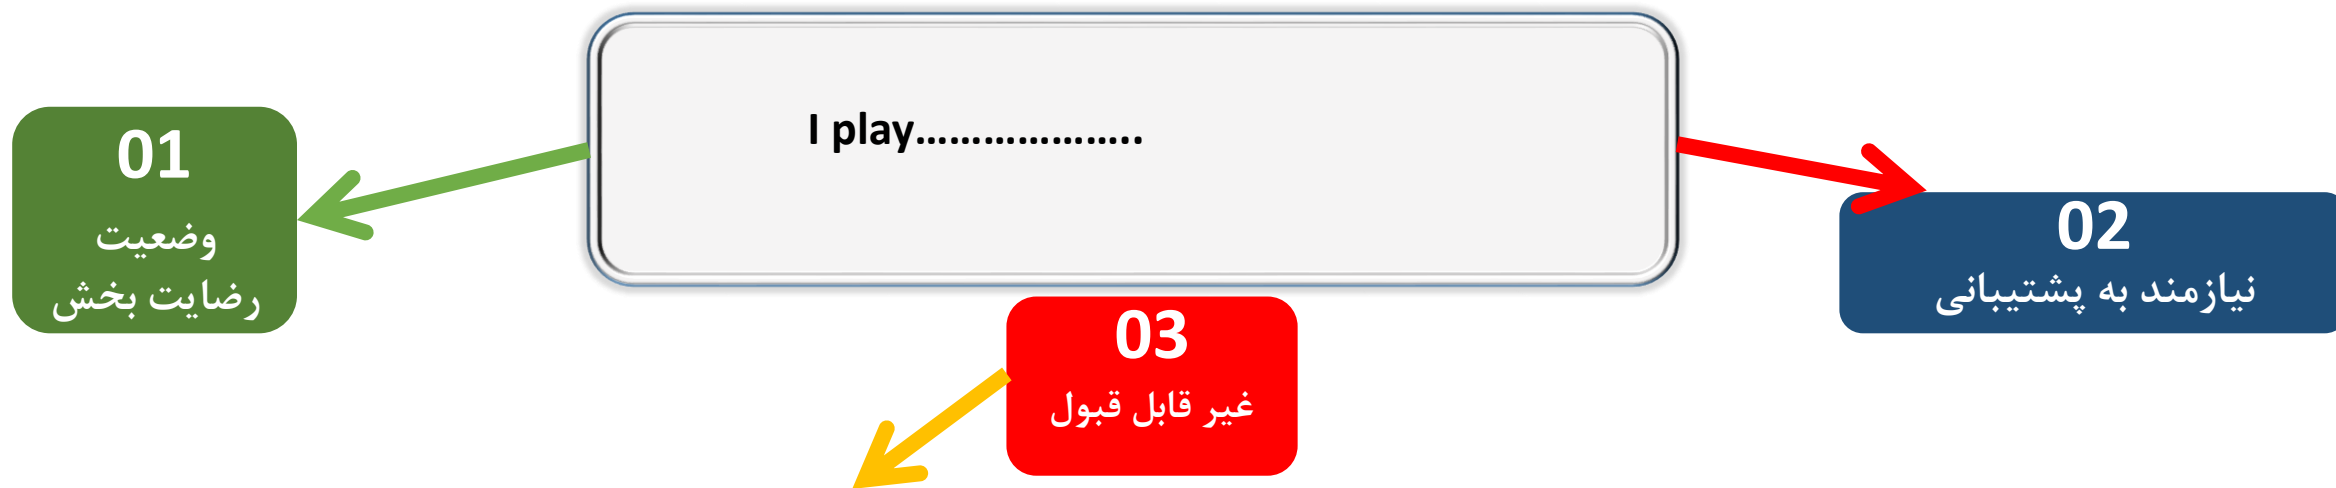 I play………………..
01
وضعیت
رضایت بخش
02
نیازمند به پشتیبانی
03
غیر قابل قبول